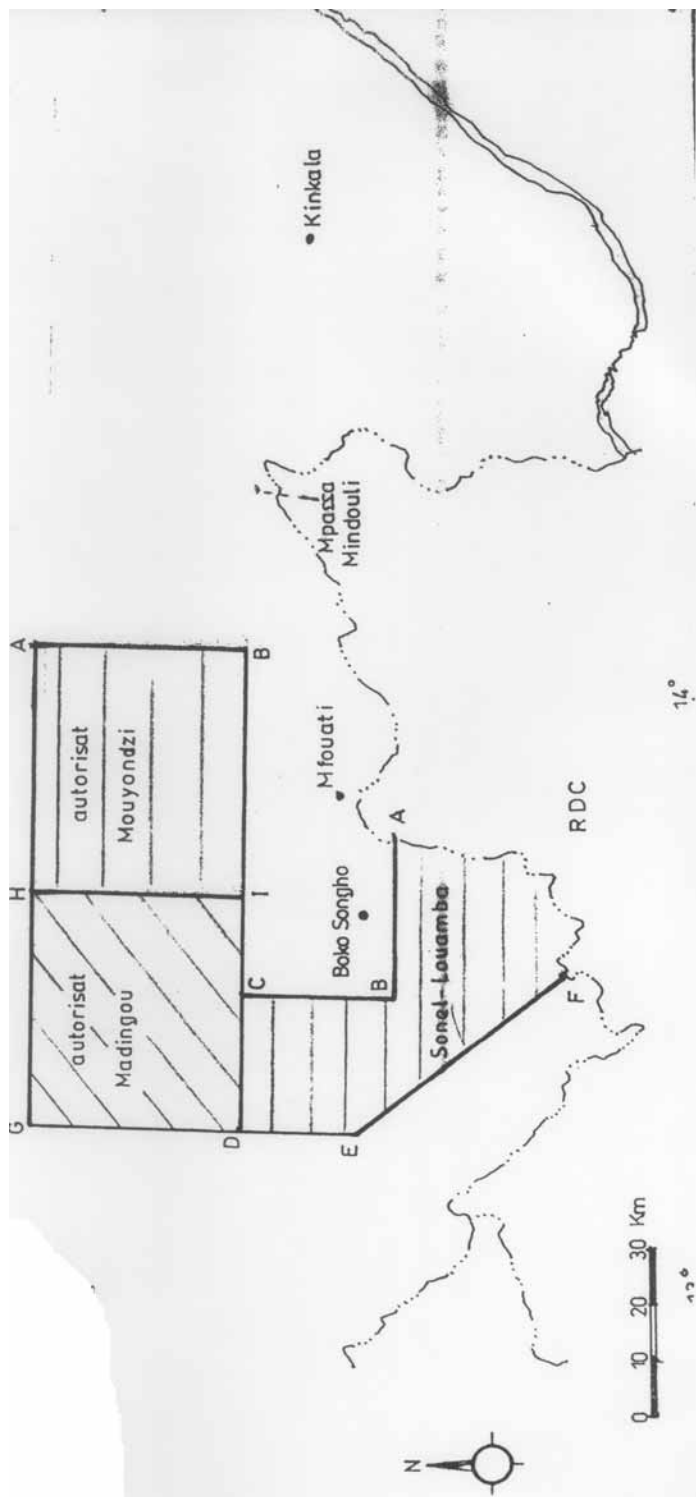 G
H
A
autorisat
Madingou
autorisat
Mouyondzi
D
C
I
B
Kinkala
Mpassa
Mindouli
Mfouati
Boko Songho
E
B
A
Sonel-Louamba
N
F
RDC
0 10 20 30 Km
14°